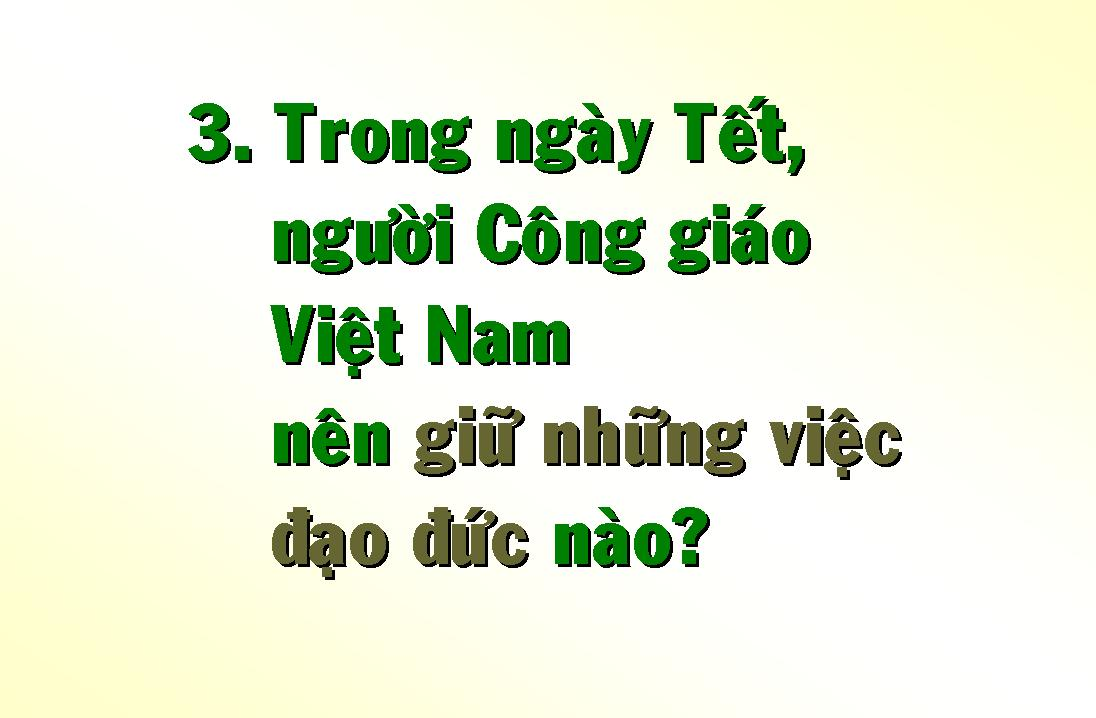 3. Trong ngày Tết,
người Công giáo
Việt Nam
nên giữ những việc
đạo đức nào?